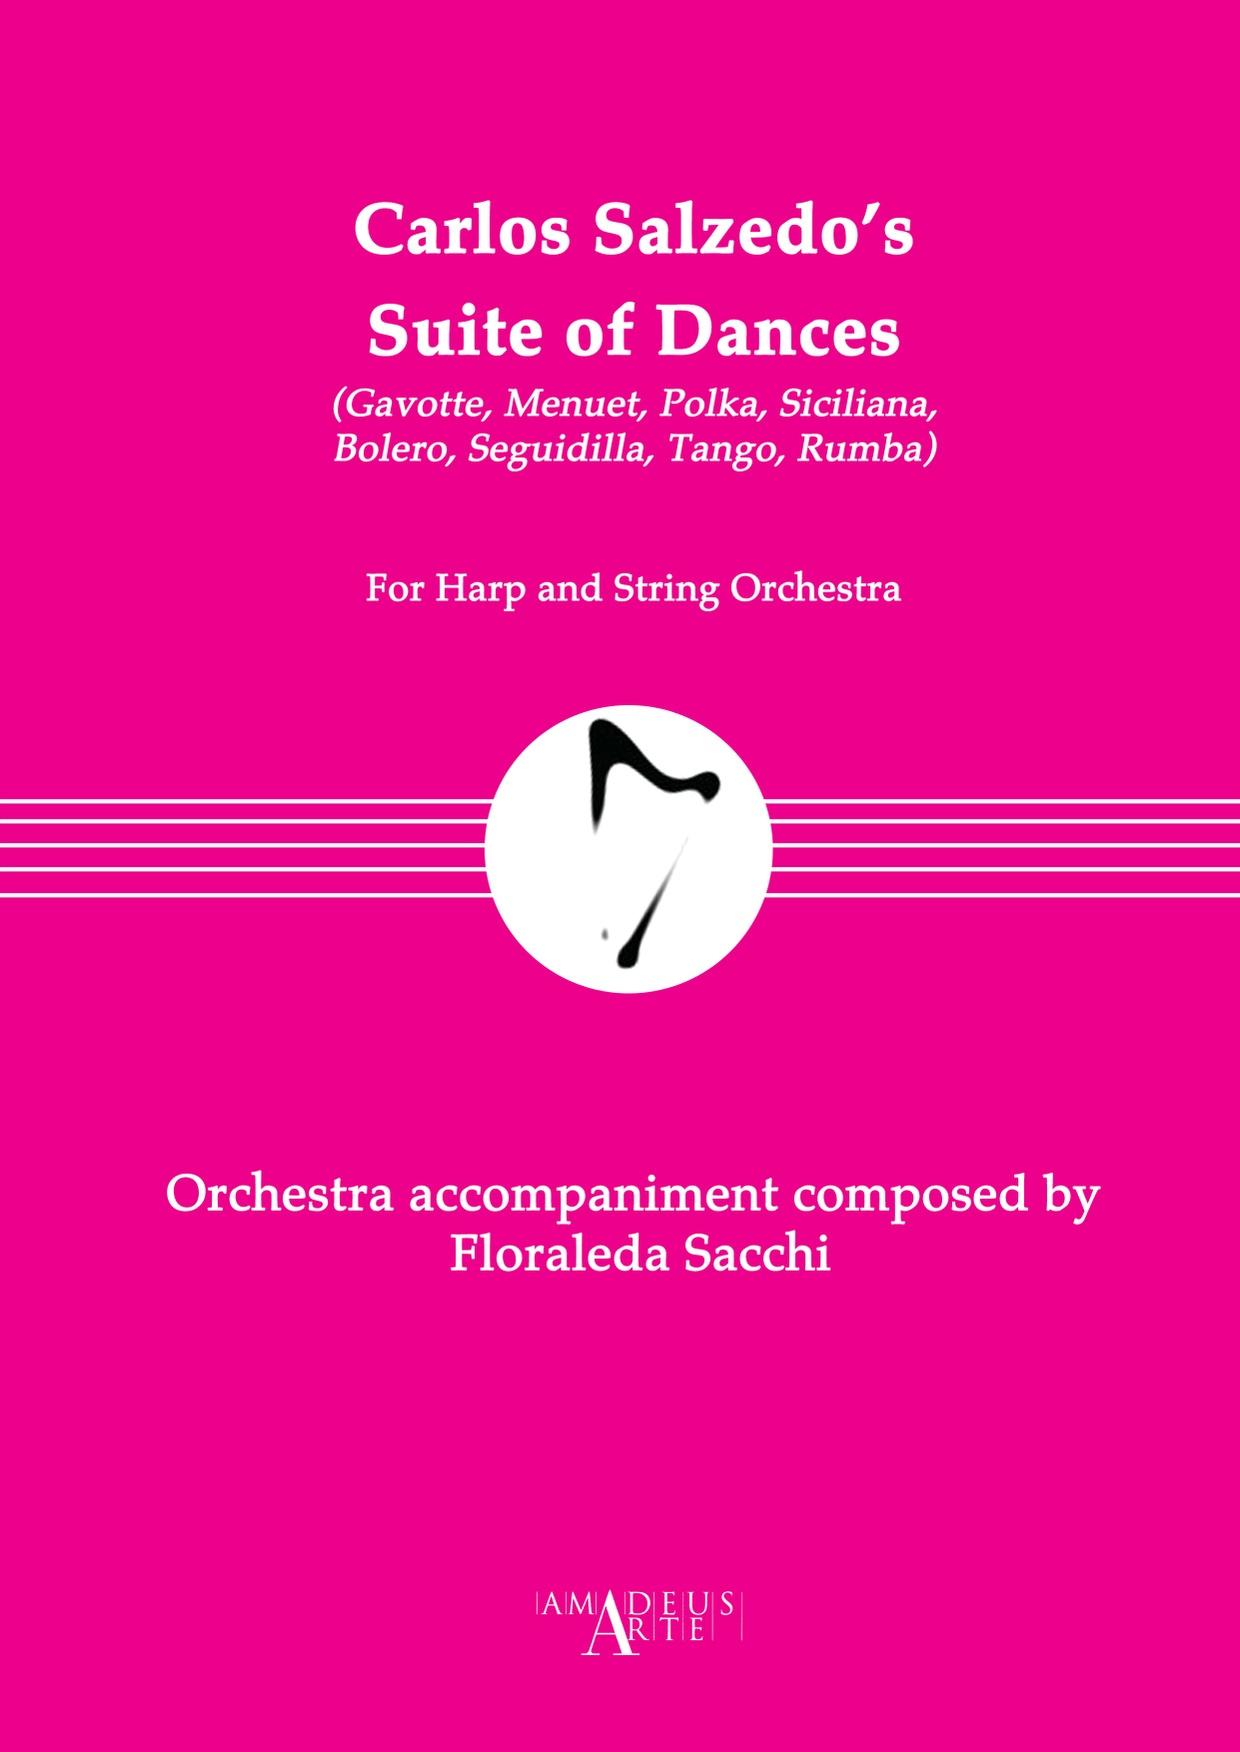 Carlos Salzedo’s
Suite of Dances
(Gavotte, Menuet, Polka, Siciliana,
Bolero, Seguidilla, Tango, Rumba)
For Harp and String Orchestra
Orchestra accompaniment composed by
Floraleda Sacchi
AMADEUS
ARTE